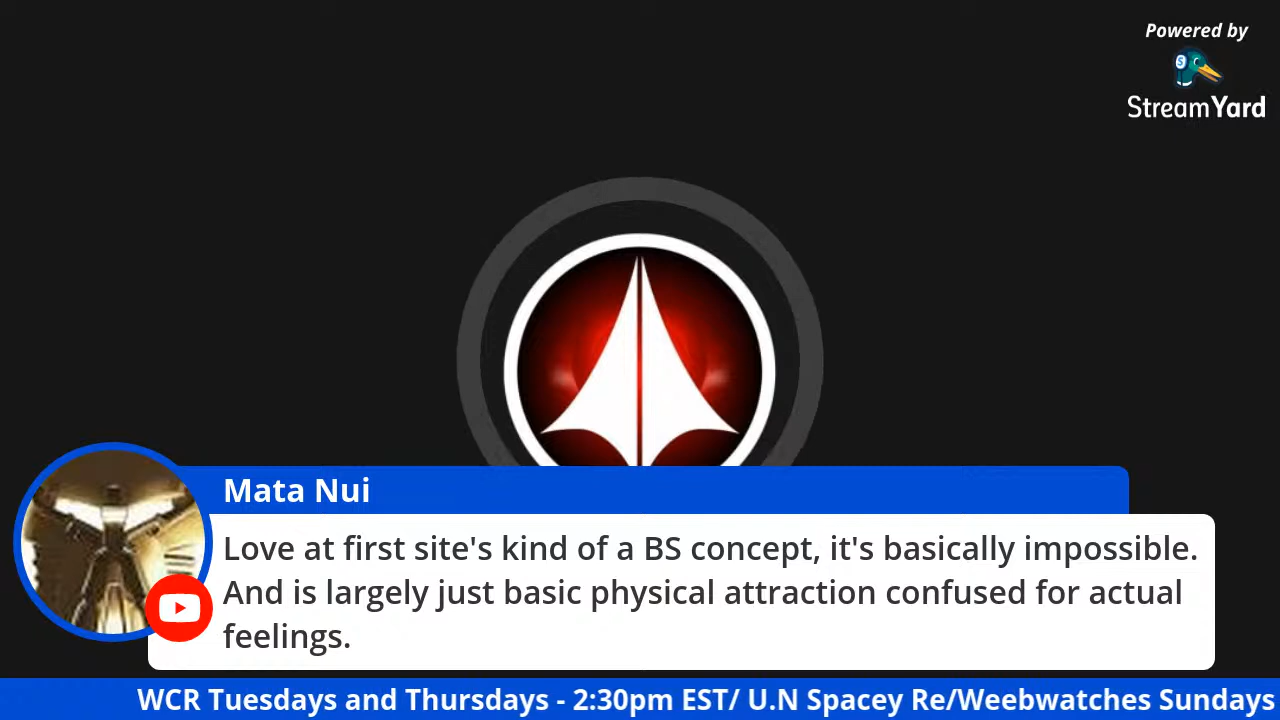 Powered by
StreamYard
Mata Nui
Love at first site's kind of a BS concept, it's basically impossible.
And is largely just basic physical attraction confused for actual
feelings.
WCR Tuesdays and Thursdays - 2:30pm EST/ U.N Spacey Re/Weebwatches Sundays